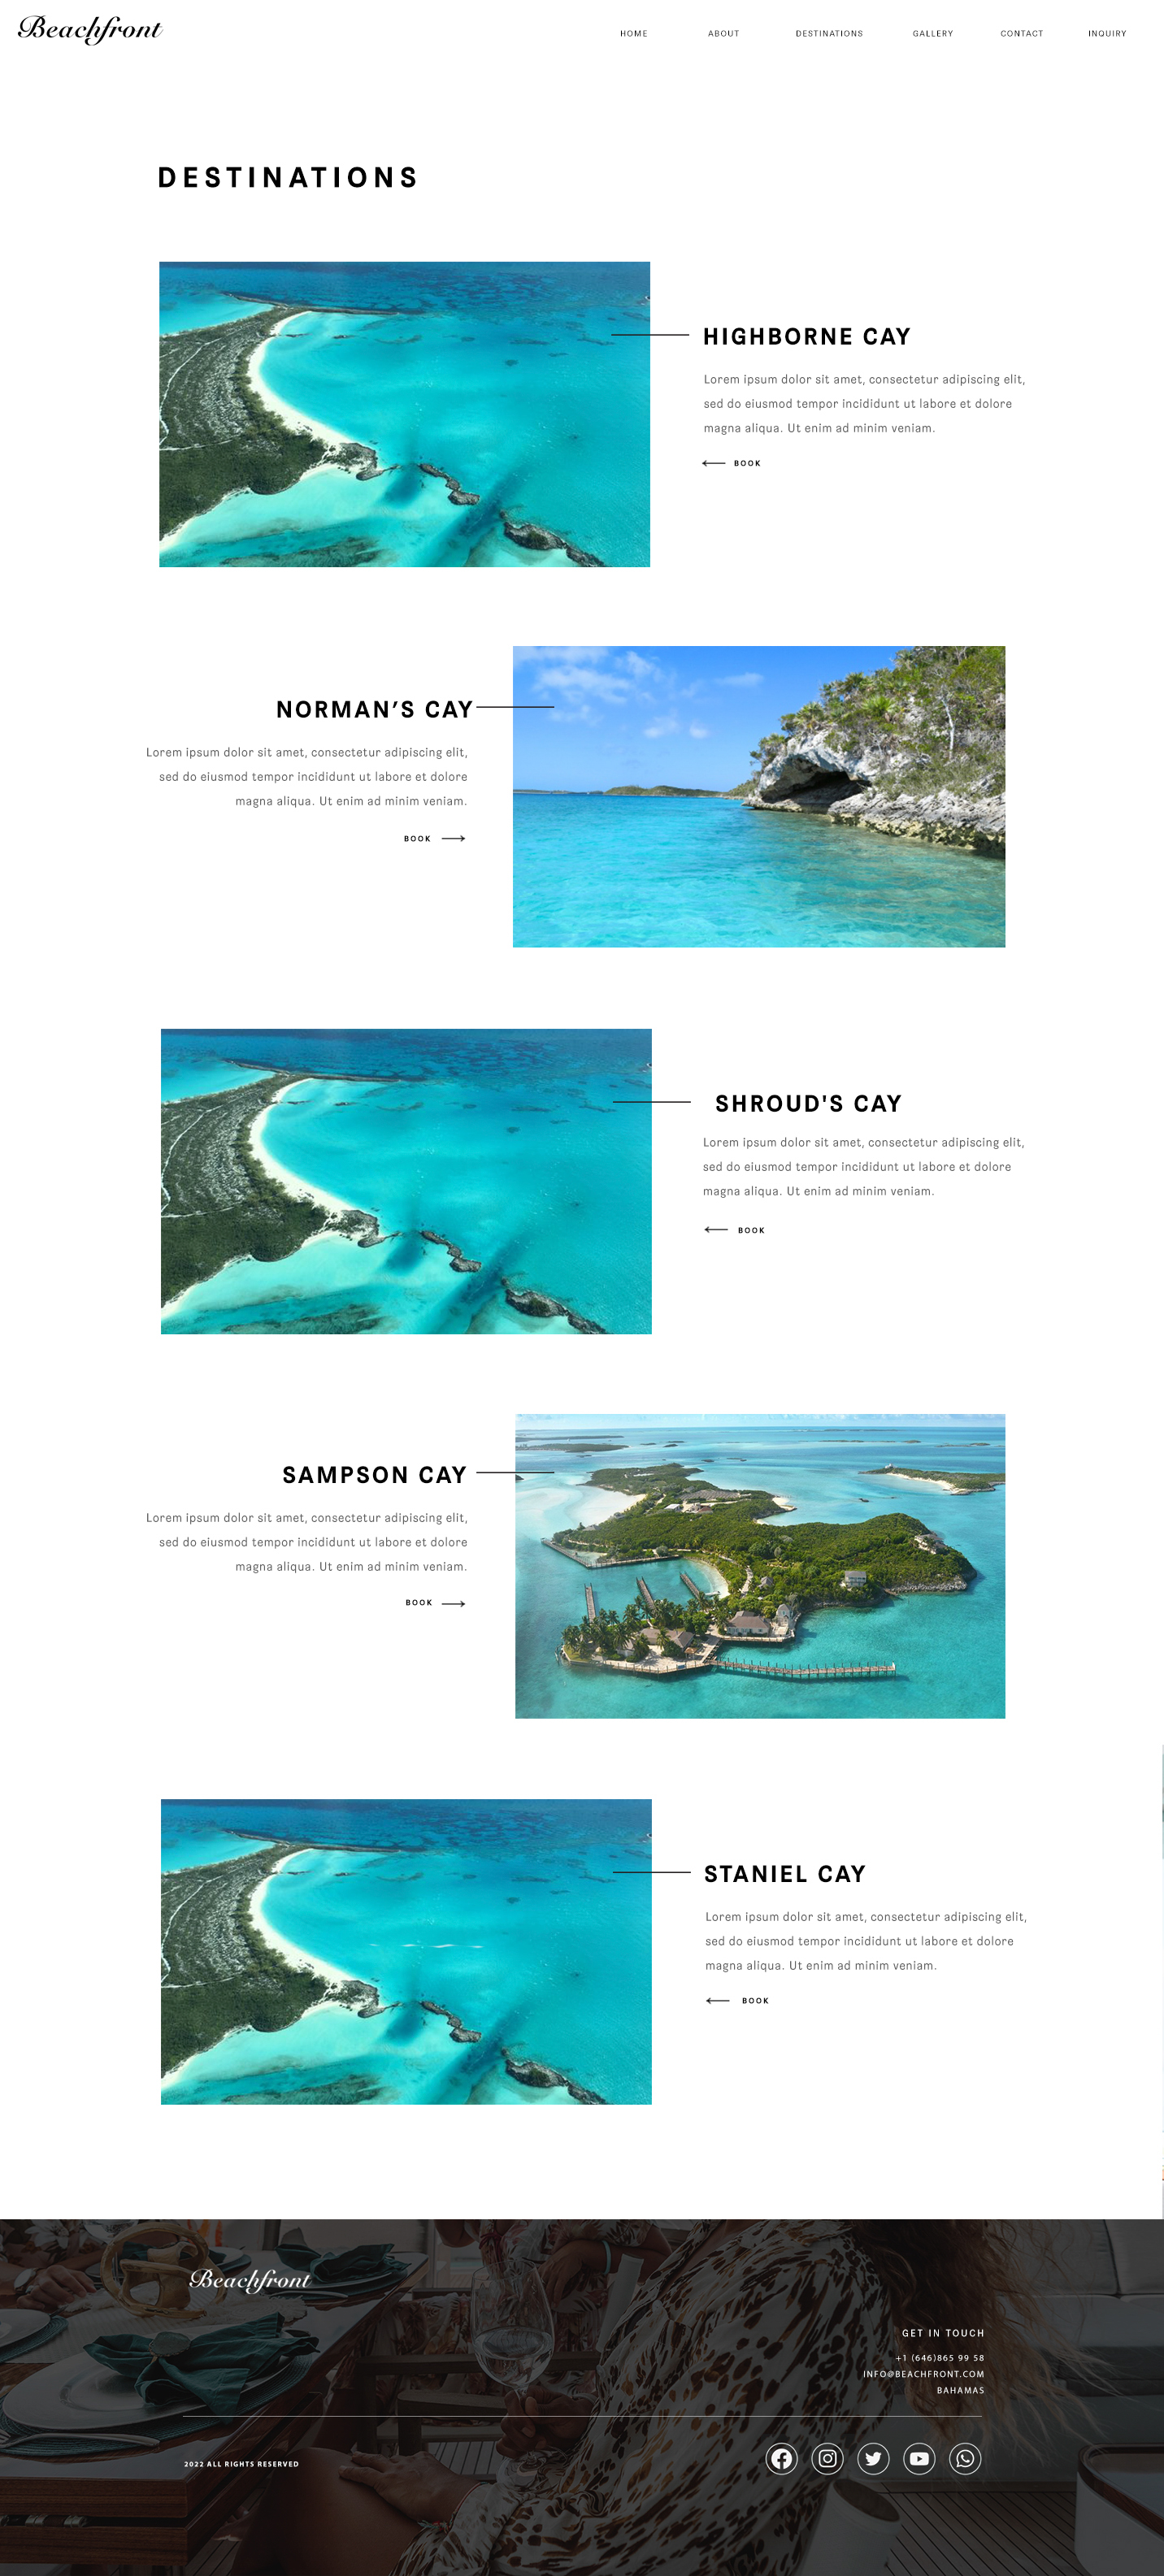 Beachfront
HOME ABOUT DESTINATIONS GALLERY CONTACT INQUIRY
DESTINATIONS
HIGHBORNE CAY
Lorem ipsum dolor sit amet, consectetur adipiscing elit,
sed do eiusmod tempor incididunt ut labore et dolore
magna aliqua. Ut enim ad minim veniam.
BOOK
NORMAN’S CAY
Lorem ipsum dolor sit amet, consectetur adipiscing elit,
sed do eiusmod tempor incididunt ut labore et dolore
magna aliqua. Ut enim ad minim veniam.
BOOK
SHROUD'S CAY
Lorem ipsum dolor sit amet, consectetur adipiscing elit,
sed do eiusmod tempor incididunt ut labore et dolore
magna aliqua. Ut enim ad minim veniam.
BOOK
SAMPSON CAY
Lorem ipsum dolor sit amet, consectetur adipiscing elit,
sed do eiusmod tempor incididunt ut labore et dolore
magna aliqua. Ut enim ad minim veniam.
BOOK
STANIEL CAY
Lorem ipsum dolor sit amet, consectetur adipiscing elit,
sed do eiusmod tempor incididunt ut labore et dolore
magna aliqua. Ut enim ad minim veniam.
BOOK
Beachfront
GET IN TOUCH
+1 (646)865 99 58
INFO@BEACHFRONT.COM
BAHAMAS
2022 ALL RIGHTS RESERVED